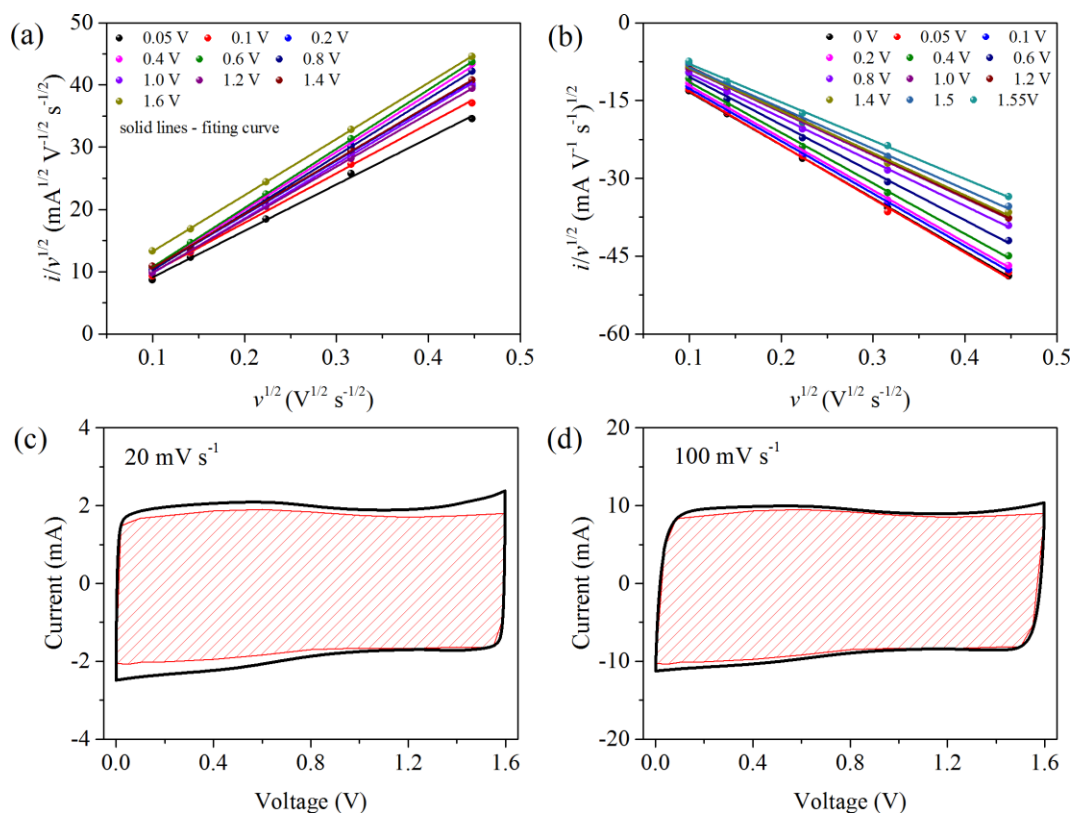 (a)
50
40
30
20
10
0
i/v^{1/2} (mA^{1/2} V^{-1/2} s^{-1/2})
0.05 V 0.1 V 0.2 V
0.4 V 0.6 V 0.8 V
1.0 V 1.2 V 1.4 V
1.6 V
solid lines - fiting curve
0.1 0.2 0.3 0.4 0.5
v^{1/2} (V^{1/2} s^{-1/2})
(b)
0
-15
-30
-45
-60
i/v^{1/2} (mA V^{-1} s^{-1})^{1/2}
0 V 0.05 V 0.1 V
0.2 V 0.4 V 0.6 V
0.8 V 1.0 V 1.2 V
1.4 V 1.5 1.55V
0.1 0.2 0.3 0.4 0.5
v^{1/2} (V^{1/2} s^{-1/2})
(c)
4
2
0
-2
-4
Current (mA)
20 mV s^{-1}
0.0 0.4 0.8 1.2 1.6
Voltage (V)
(d)
20
10
0
-10
-20
Current (mA)
100 mV s^{-1}
0.0 0.4 0.8 1.2 1.6
Voltage (V)